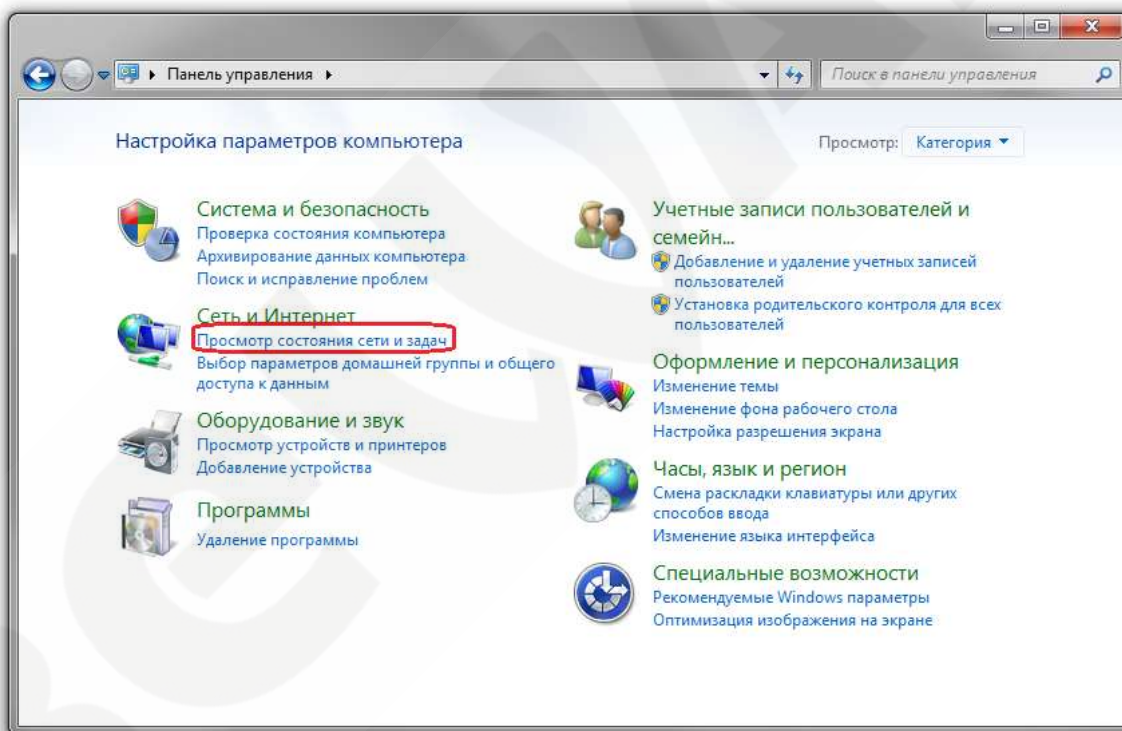 Панель управления
Поиск в панели управления
Настройка параметров компьютера
Просмотр: Категория
Система и безопасность
Проверка состояния компьютера
Архивирование данных компьютера
Поиск и исправление проблем
Сеть и Интернет
Просмотр состояния сети и задач
Выбор параметров домашней группы и общего
доступа к данным
Оборудование и звук
Просмотр устройств и принтеров
Добавление устройства
Программы
Удаление программы
Учетные записи пользователей и
семейн...
Добавление и удаление учетных записей
пользователей
Установка родительского контроля для всех
пользователей
Оформление и персонализация
Изменение темы
Изменение фона рабочего стола
Настройка разрешения экрана
Часы, язык и регион
Смена раскладки клавиатуры или других
способов ввода
Изменение языка интерфейса
Специальные возможности
Рекомендуемые Windows параметры
Оптимизация изображения на экране